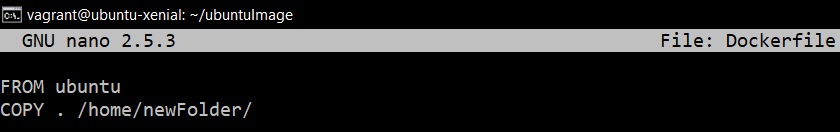 vagrant@ubuntu-xenial: ~/ubuntuImage
GNU nano 2.5.3 File: Dockerfile
FROM ubuntu
COPY . /home/newFolder/